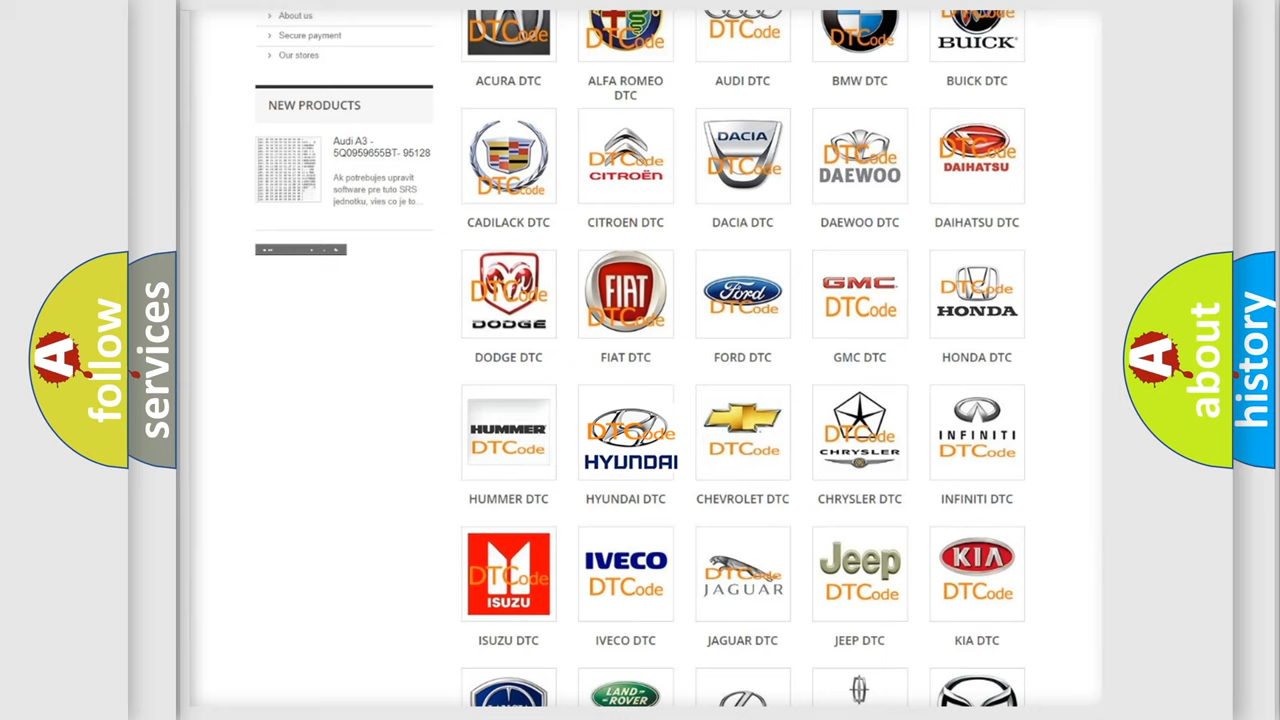 About us
Secure payment
Our stores
NEW PRODUCTS
Audi A3 -
5Q0959655BT- 95128
Ak potrebujes upravit
software pre tuto SRS
jednotku, vies co je to...
A follow
services
A about
history
DTCode
DTCode
DTCode
DTCode
BUICK
ACURA DTC
ALFA ROMEO
DTC
AUDI DTC
BMW DTC
BUICK DTC
DTCode
DTCode
CITROËN
DACIA
DTCode
DTCode
DAEWOO
DTCode
DAIHATSU
CADILACK DTC
CITROEN DTC
DACIA DTC
DAEWOO DTC
DAIHATSU DTC
DTCode
DODGE
FIAT
DTCode
Ford
DTCode
GMC
DTCode
DTCode
HONDA
DODGE DTC
FIAT DTC
FORD DTC
GMC DTC
HONDA DTC
HUMMER
DTCode
DTCode
HYUNDAI
DTCode
DTCode
CHRYSLER
INFINITI
DTCode
HUMMER DTC
HYUNDAI DTC
CHEVROLET DTC
CHRYSLER DTC
INFINITI DTC
DTCode
ISUZU
IVECO
DTCode
DTCode
JAGUAR
Jeep
DTCode
KIA
DTCode
ISUZU DTC
IVECO DTC
JAGUAR DTC
JEEP DTC
KIA DTC
LAND-
ROVER